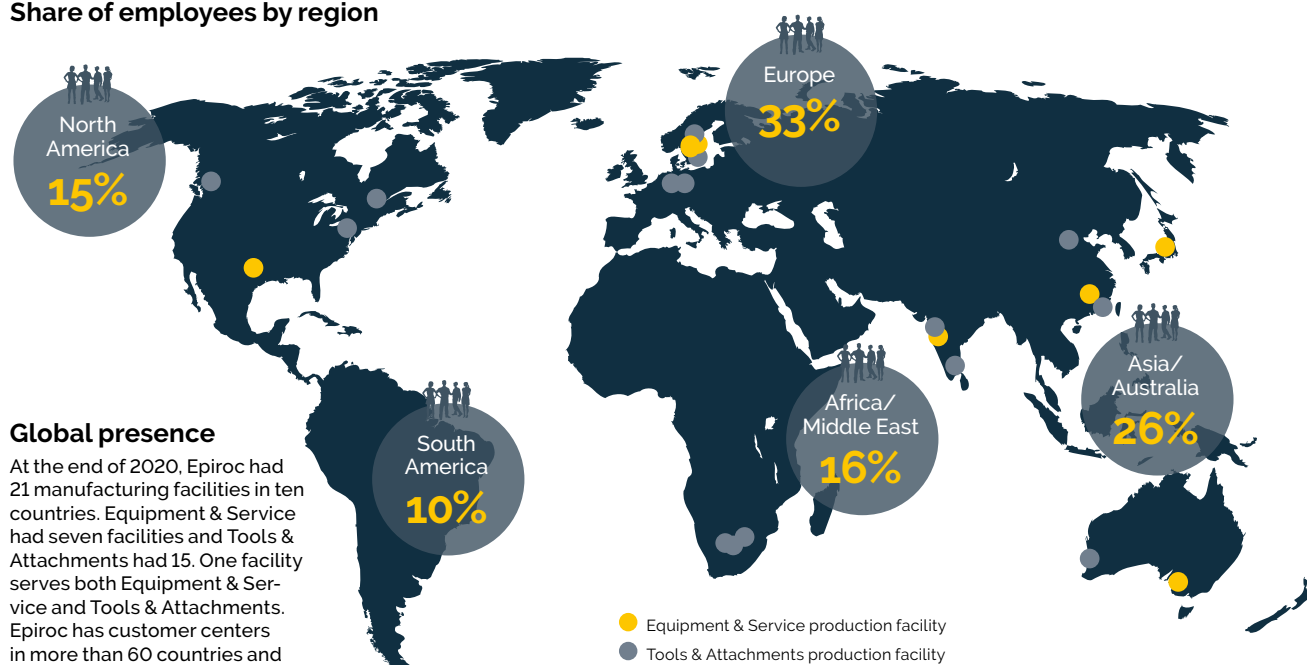 Share of employees by region
Europe
33%
North
America
15%
Asia/
Australia
26%
Africa/
Middle East
16%
South
America
10%
Global presence
At the end of 2020, Epiroc had
21 manufacturing facilities in ten
countries. Equipment & Service
had seven facilities and Tools &
Attachments had 15. One facility
serves both Equipment & Ser-
vice and Tools & Attachments.
Epiroc has customer centers
in more than 60 countries and
Equipment & Service production facility
Tools & Attachments production facility